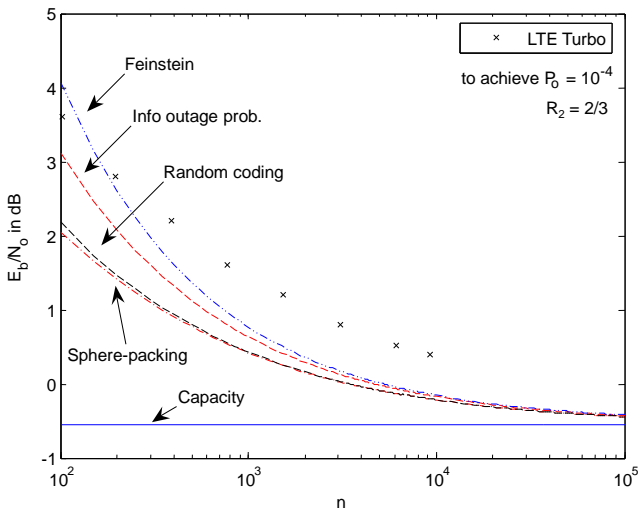 5
4
3
2
1
0
-1
E_b/N_o in dB
10^2
10^3
10^4
10^5
n
× LTE Turbo
to achieve P_o = 10^-4
R_2 = 2/3
Feinstein
Info outage prob.
Random coding
Sphere-packing
Capacity